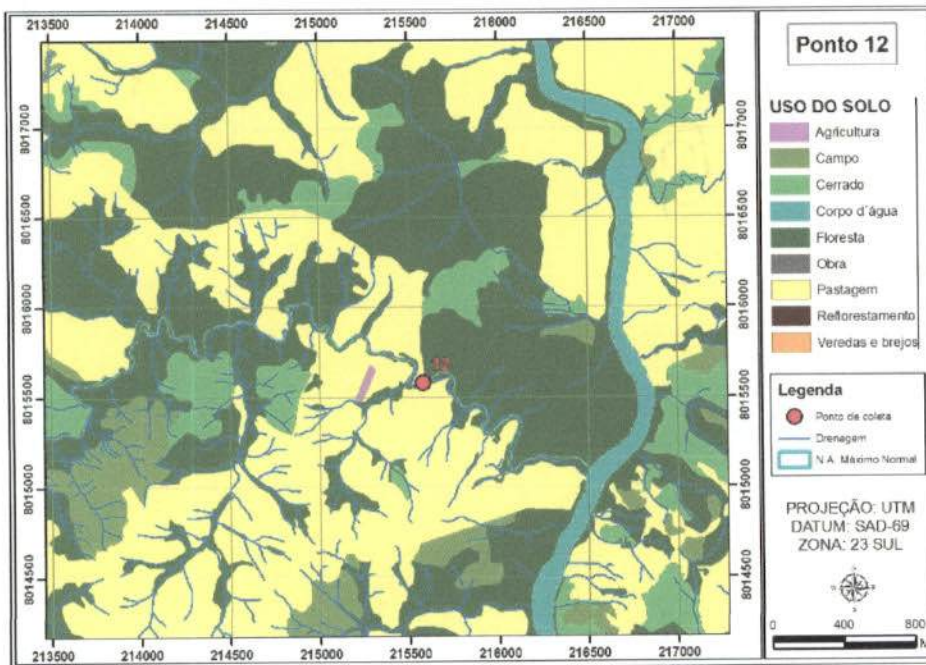 213500 214000 214500 215000 215500 216000 216500 217000
8017000
8016500
8016000
8015500
8015000
8014500
12
8017000
8016500
8016000
8015500
8015000
8014500
213500 214000 214500 215000 215500 216000 216500 217000
Ponto 12
USO DO SOLO
Agricultura
Campo
Cerrado
Corpo d´água
Floresta
Obra
Pastagem
Reflorestamento
Veredas e brejos
Legenda
Ponto de coleta
Drenagem
N.A. Máximo Normal
PROJEÇÃO: UTM
DATUM: SAD-69
ZONA: 23 SUL
0 400 800